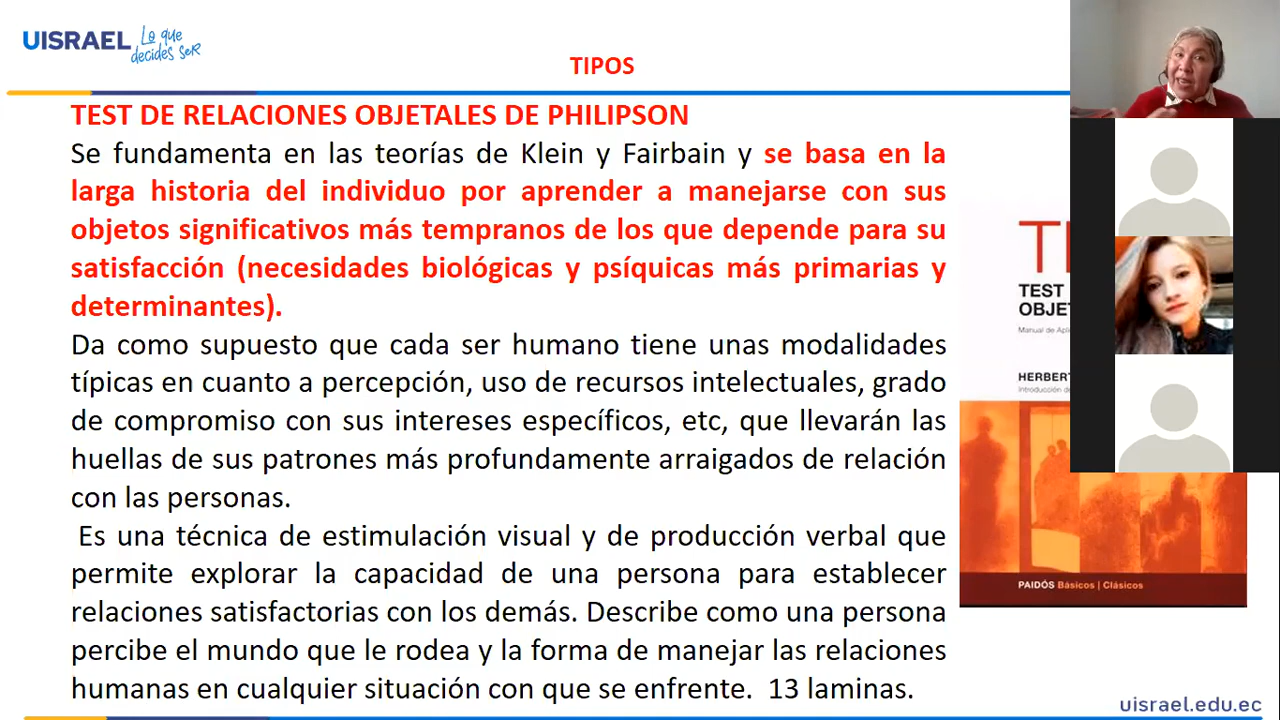 UISRAEL Lo que
decides seR
TIPOS
TEST DE RELACIONES OBJETALES DE PHILIPSON
Se fundamenta en las teorías de Klein y Fairbain y se basa en la
larga historia del individuo por aprender a manejarse con sus
objetos significativos más tempranos de los que depende para su
satisfacción (necesidades biológicas y psíquicas más primarias y
determinantes).
Da como supuesto que cada ser humano tiene unas modalidades
típicas en cuanto a percepción, uso de recursos intelectuales, grado
de compromiso con sus intereses específicos, etc, que llevarán las
huellas de sus patrones más profundamente arraigados de relación
con las personas.
Es una técnica de estimulación visual y de producción verbal que
permite explorar la capacidad de una persona para establecer
relaciones satisfactorias con los demás. Describe como una persona
percibe el mundo que le rodea y la forma de manejar las relaciones
humanas en cualquier situación con que se enfrente. 13 laminas.
TEST
OBJE
Manual de Apli
HERBERT
Introducción de
PAIDÓS Básicos | Clásicos
uisrael.edu.ec